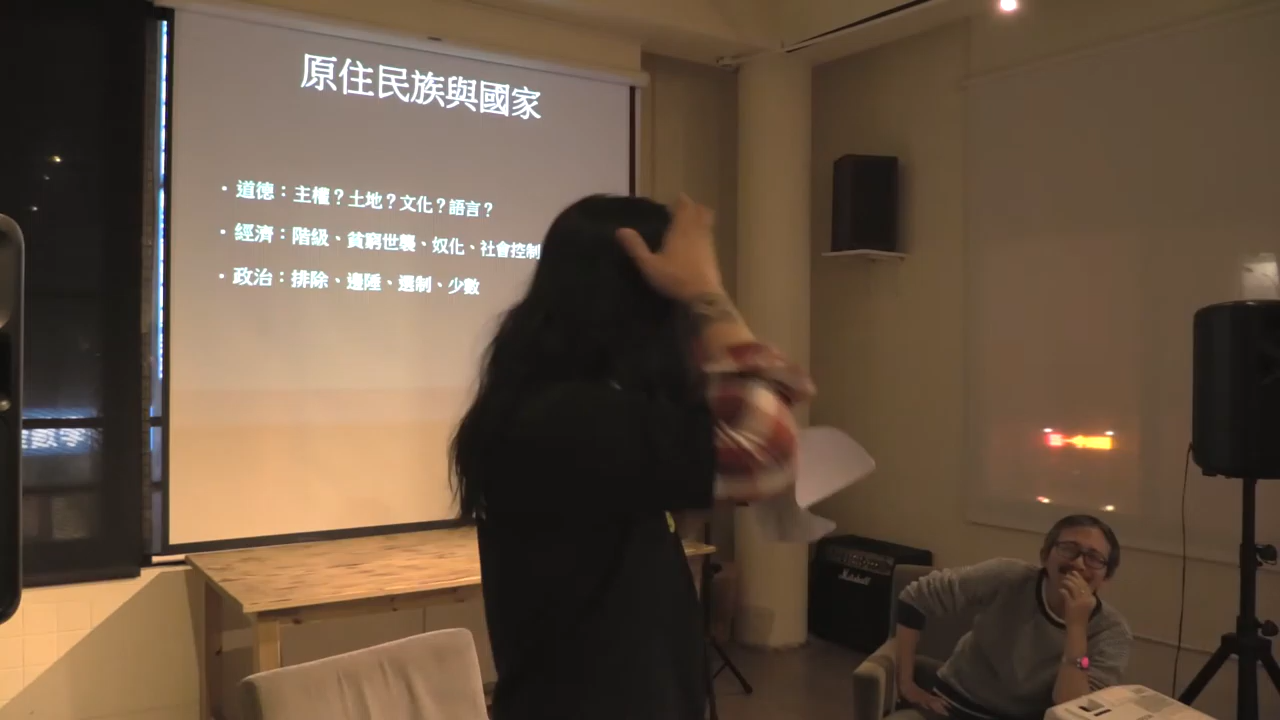 原住民族與國家
• 道德：主權？土地？文化？語言？
• 經濟：階級、貧窮世襲、奴化、社會控制
• 政治：排除、邊陲、選制、少數
Marshall